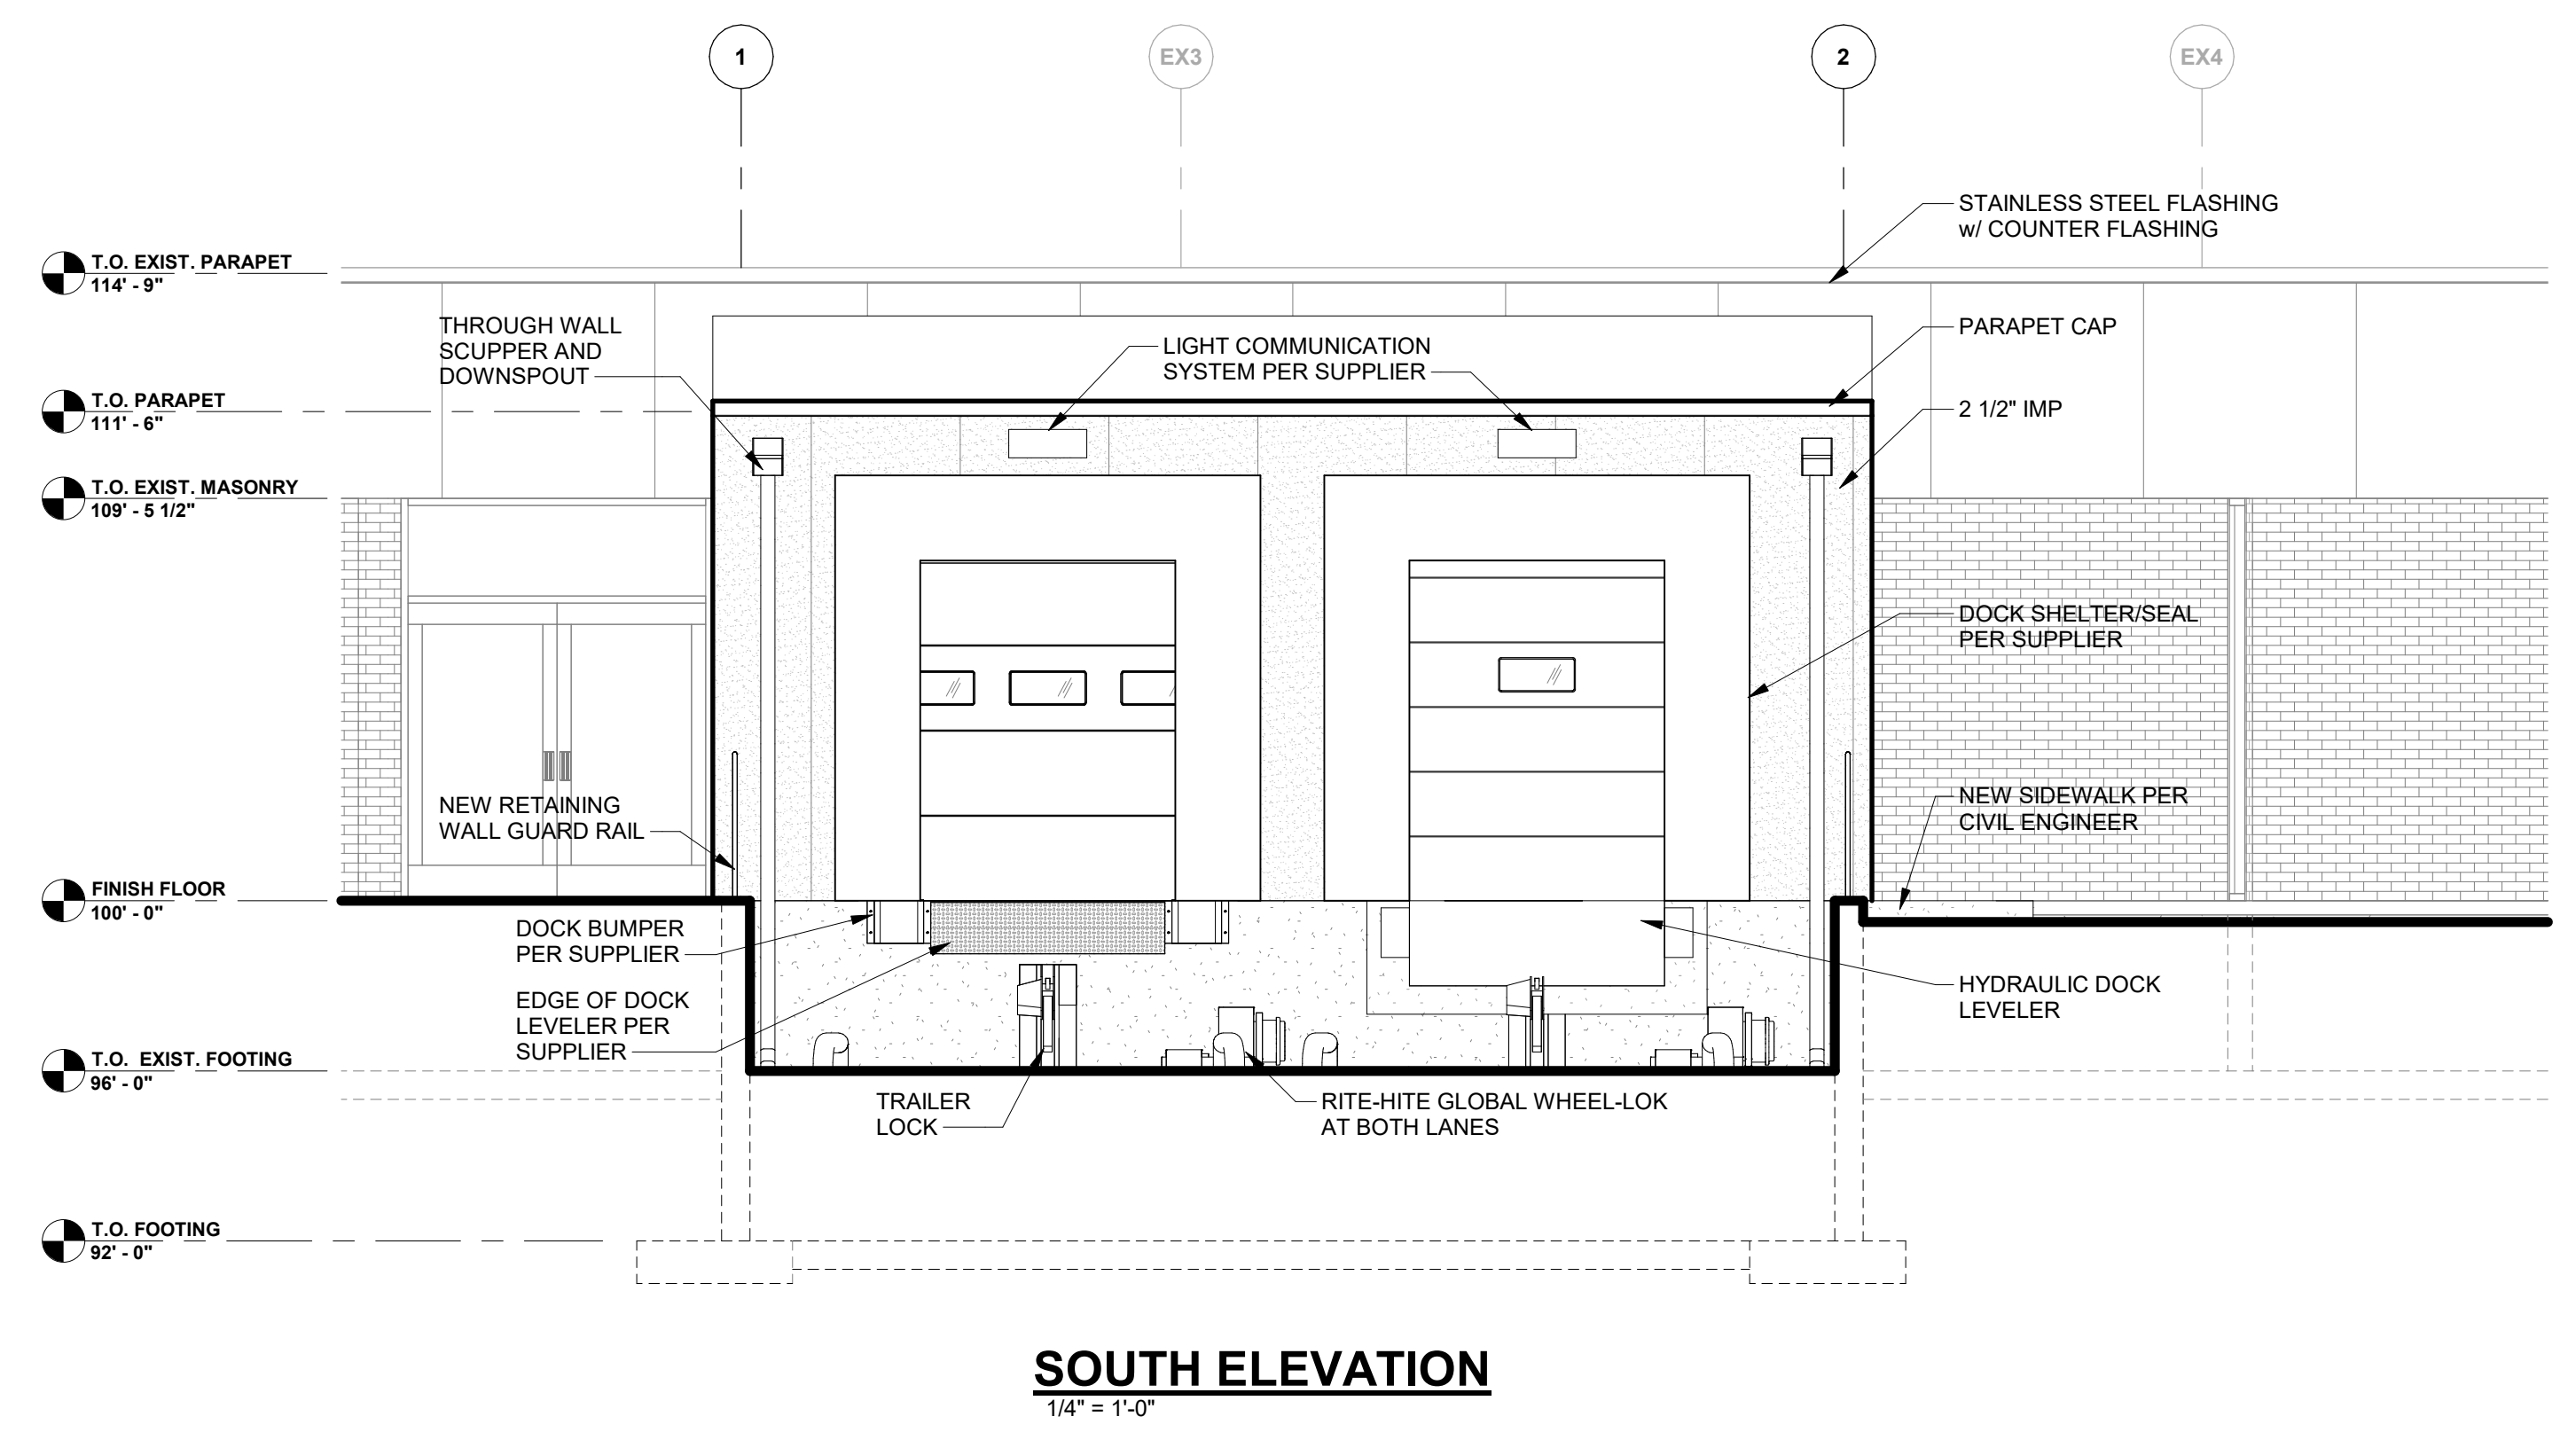 1
EX3
2
EX4
STAINLESS STEEL FLASHING
w/ COUNTER FLASHING
T.O. EXIST. PARAPET
114' - 9"
THROUGH WALL
SCUPPER AND
DOWNSPOUT
LIGHT COMMUNICATION
SYSTEM PER SUPPLIER
PARAPET CAP
T.O. PARAPET
111' - 6"
2 1/2" IMP
T.O. EXIST. MASONRY
109' - 5 1/2"
DOCK SHELTER/SEAL
PER SUPPLIER
NEW RETAINING
WALL GUARD RAIL
NEW SIDEWALK PER
CIVIL ENGINEER
FINISH FLOOR
100' - 0"
DOCK BUMPER
PER SUPPLIER
EDGE OF DOCK
LEVELER PER
SUPPLIER
HYDRAULIC DOCK
LEVELER
T.O. EXIST. FOOTING
96' - 0"
TRAILER
LOCK
RITE-HITE GLOBAL WHEEL-LOK
AT BOTH LANES
T.O. FOOTING
92' - 0"
SOUTH ELEVATION
1/4" = 1'-0"